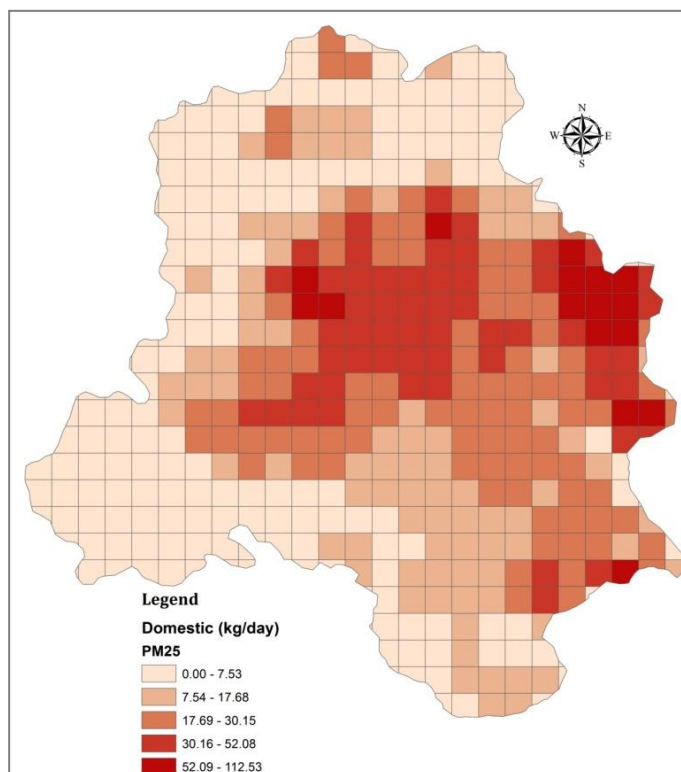 N
W E
S
Legend
Domestic (kg/day)
PM25
0.00 - 7.53
7.54 - 17.68
17.69 - 30.15
30.16 - 52.08
52.09 - 112.53